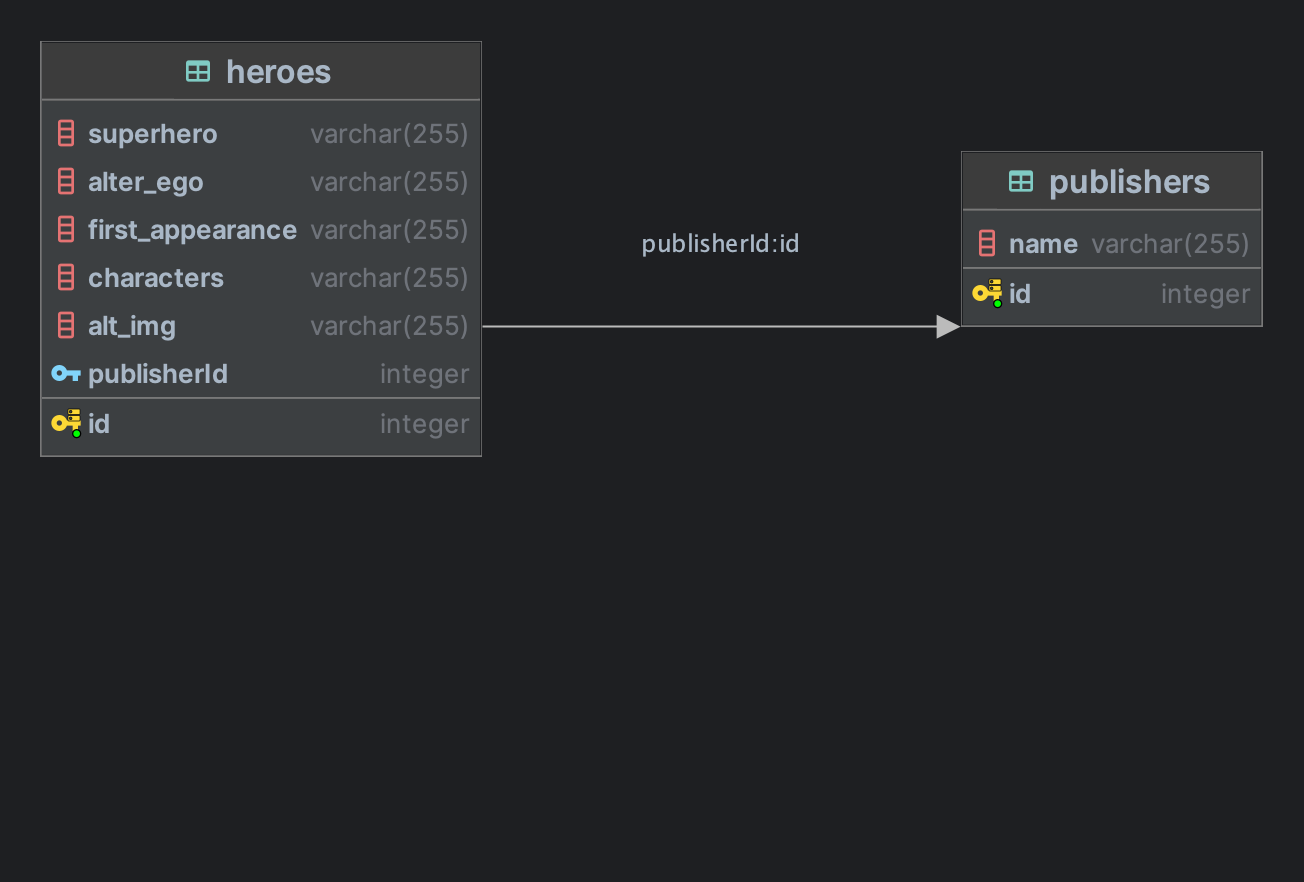 heroes
superhero varchar(255)
alter_ego varchar(255)
first_appearance varchar(255)
characters varchar(255)
alt_img varchar(255)
publisherId integer
id integer
publisherId:id
publishers
name varchar(255)
id integer